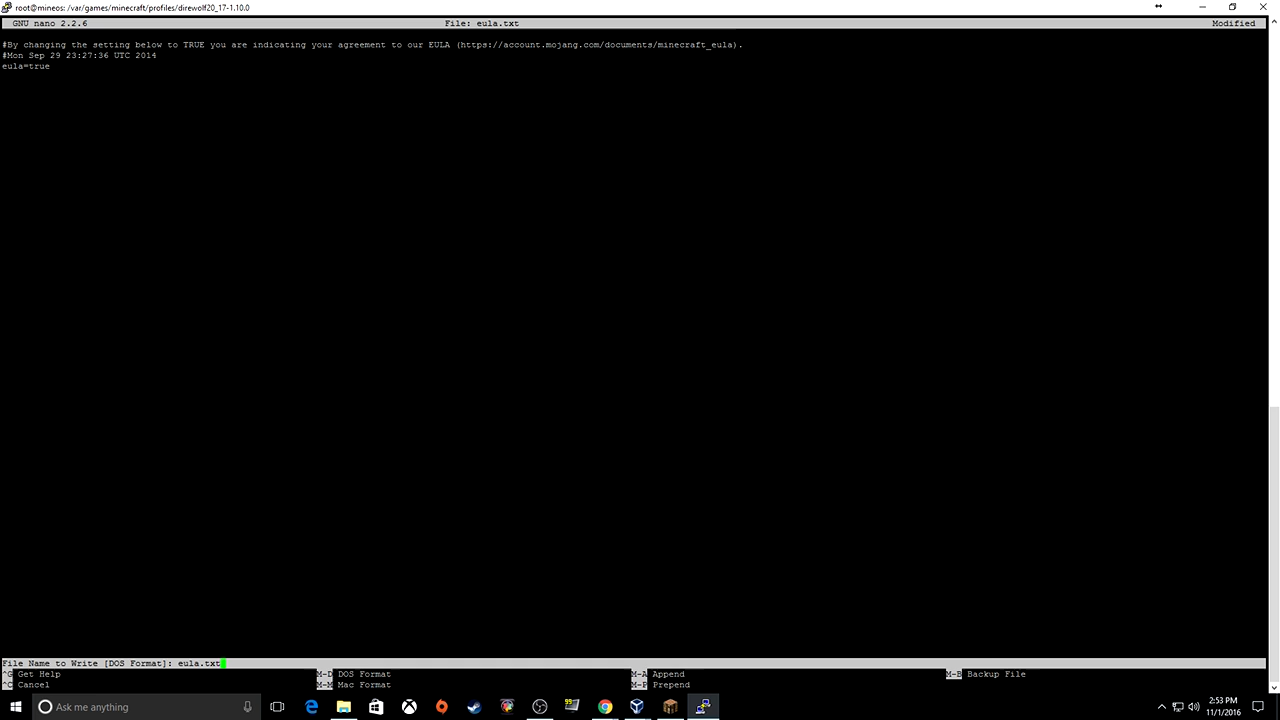 root@mineos: /var/games/minecraft/profiles/direwolf20_17-1.10.0
GNU nano 2.2.6 File: eula.txt Modified
#By changing the setting below to TRUE you are indicating your agreement to our EULA (https://account.mojang.com/documents/minecraft_eula).
#Mon Sep 29 23:27:36 UTC 2014
eula=true
File Name to Write [DOS Format]: eula.txt
^G Get Help M-D DOS Format M-A Append M-B Backup File
^C Cancel M-M Mac Format M-P Prepend
Ask me anything
2:53 PM
11/1/2016